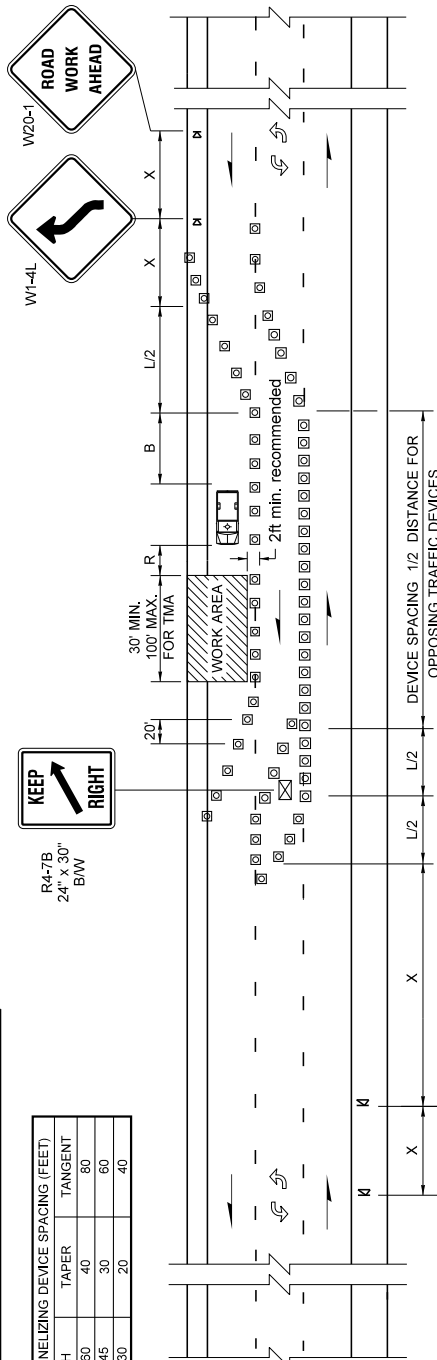 W20-1
ROAD
WORK
AHEAD
W1-4L
X
X
L/2
B
R
30' MIN.
100' MAX.
FOR TMA
20'
WORK AREA
2ft min. recommended
KEEP
RIGHT
R4-7B
24" x 30"
B/W
DEVICE SPACING 1/2 DISTANCE FOR
OPPOSING TRAFFIC DEVICES
L/2
L/2
X
X
NELIZING DEVICE SPACING (FEET)
H TAPER TANGENT
60 40 80
45 30 60
30 20 40